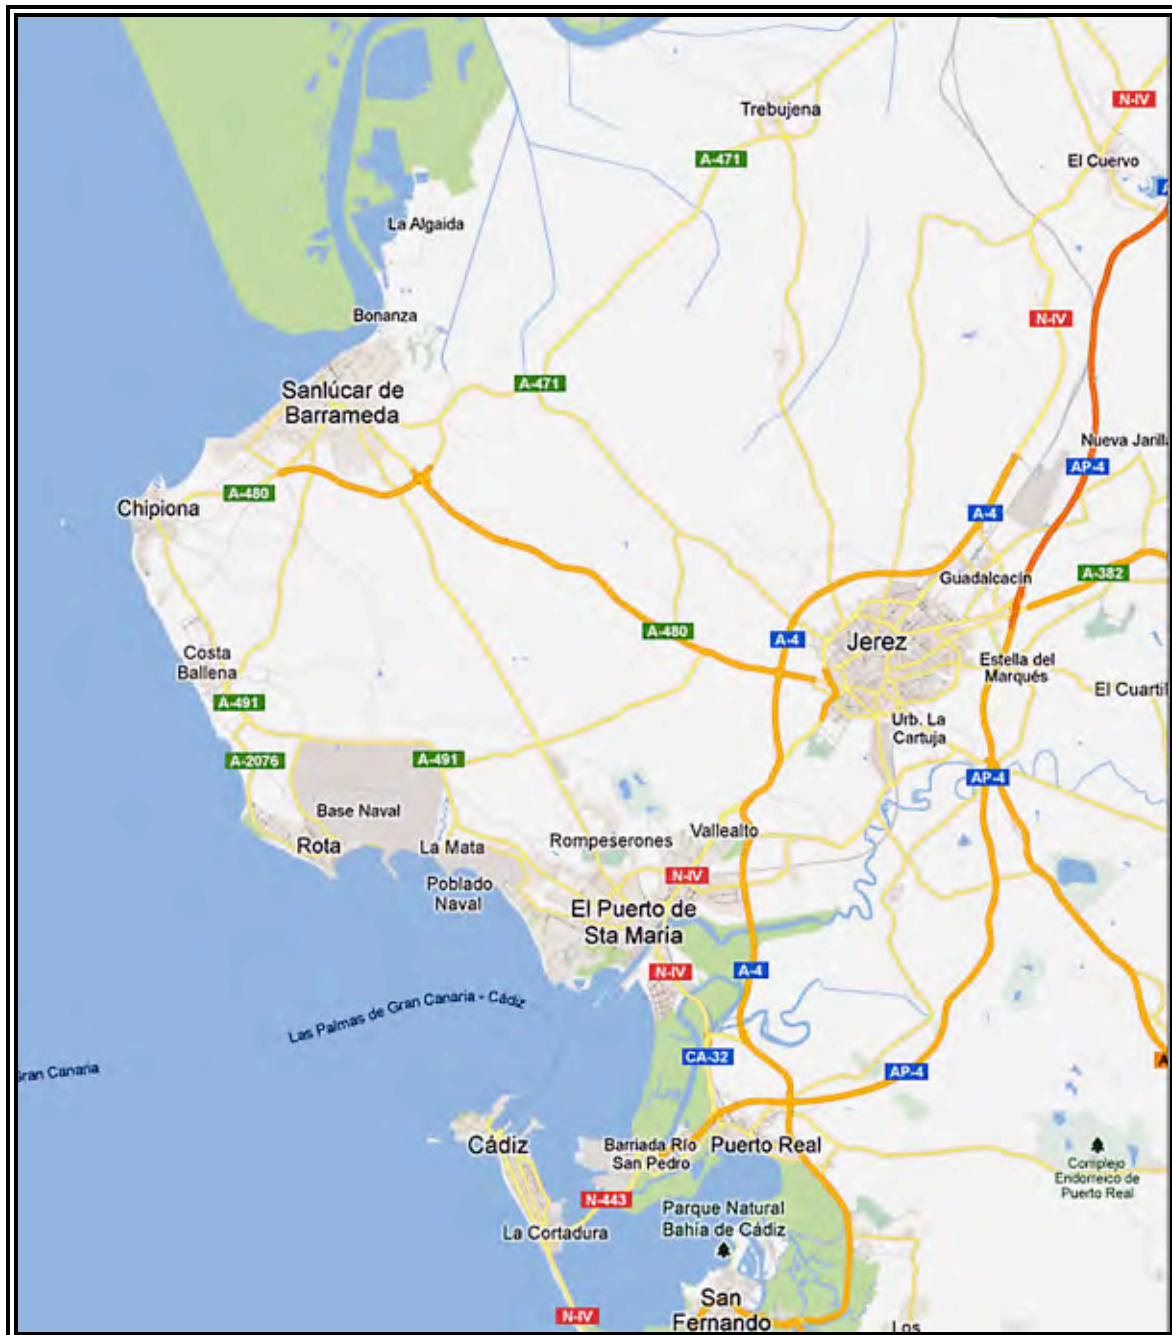 N-IV
Trebujena
A-471
El Cuervo
La Algaida
Bonanza
N-IV
Sanlúcar de
Barrameda
A-471
Nueva Jarill
AP-4
Chipiona
A-480
A-4
Guadalcacín
A-382
A-480
A-4
Jerez
Costa
Ballena
Estella del
Marqués
El Cuartil
A-491
Urb. La
Cartuja
A-2076
A-491
AP-4
Base Naval
Rota
La Mata
Rompeserones
Vallealto
Poblado
Naval
N-IV
El Puerto de
Sta María
N-IV
A-4
Las Palmas de Gran Canaria - Cádiz
Gran Canaria
CA-32
AP-4
A
Cádiz
Barriada Río
San Pedro
Puerto Real
Complejo
Endorreico de
Puerto Real
N-443
La Cortadura
Parque Natural
Bahía de Cádiz
San
Fernando
N-IV
Los